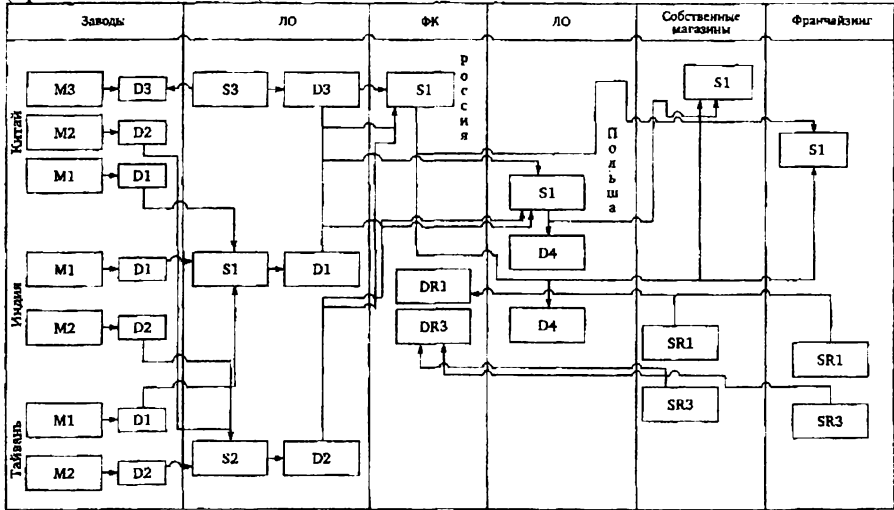 Заводы
ЛО
ФК
ЛО
Собственные
магазины
Франчайзинг
Китай
M3
D3
S3
D3
S1
Россия
S1
M2
D2
S1
M1
D1
S1
Польша
D4
Индия
M1
D1
S1
D1
DR1
M2
D2
DR3
D4
SR1
SR1
Тайвань
M1
D1
SR3
SR3
M2
D2
S2
D2